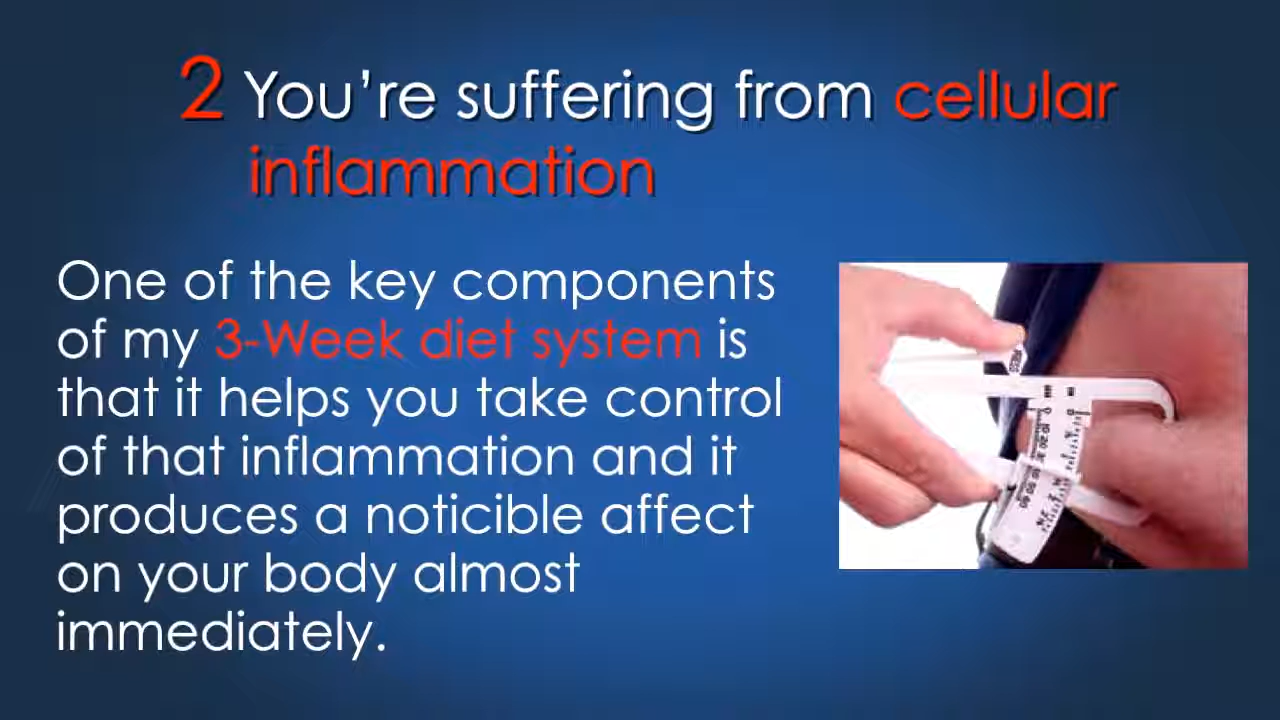 2 You're suffering from cellular
inflammation
One of the key components
of my 3-Week diet system is
that it helps you take control
of that inflammation and it
produces a noticible affect
on your body almost
immediately.